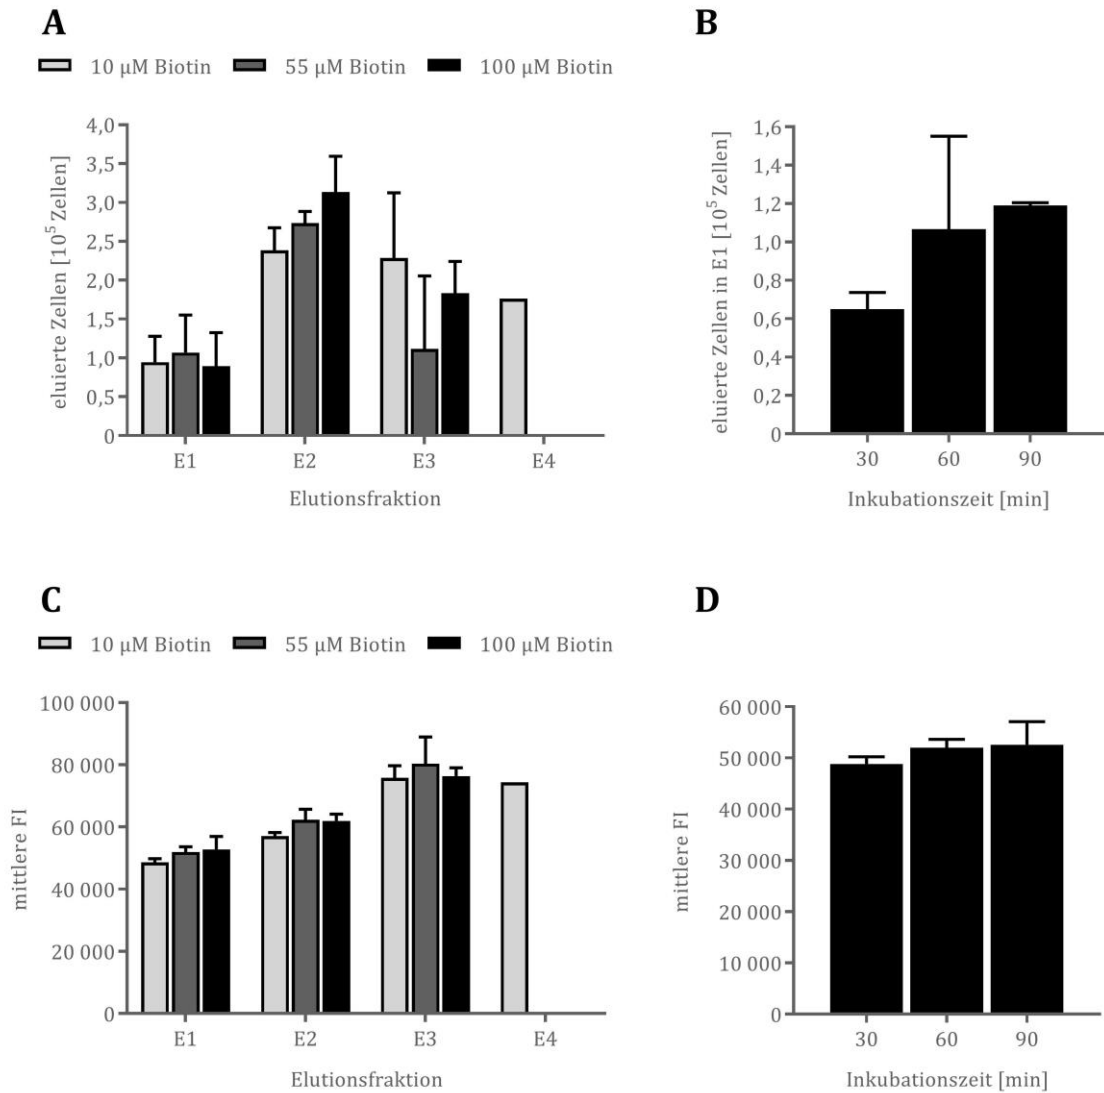 A
10 µM Biotin 55 µM Biotin 100 µM Biotin
eluierte Zellen [10⁵ Zellen]
4,0
3,5
3,0
2,5
2,0
1,5
1,0
0,5
0
E1 E2 E3 E4
Elutionsfraktion
B
eluierte Zellen in E1 [10⁵ Zellen]
1,6
1,4
1,2
1,0
0,8
0,6
0,4
0,2
0
30 60 90
Inkubationszeit [min]
C
10 µM Biotin 55 µM Biotin 100 µM Biotin
mittlere FI
100 000
80 000
60 000
40 000
20 000
0
E1 E2 E3 E4
Elutionsfraktion
D
mittlere FI
60 000
50 000
40 000
30 000
20 000
10 000
0
30 60 90
Inkubationszeit [min]